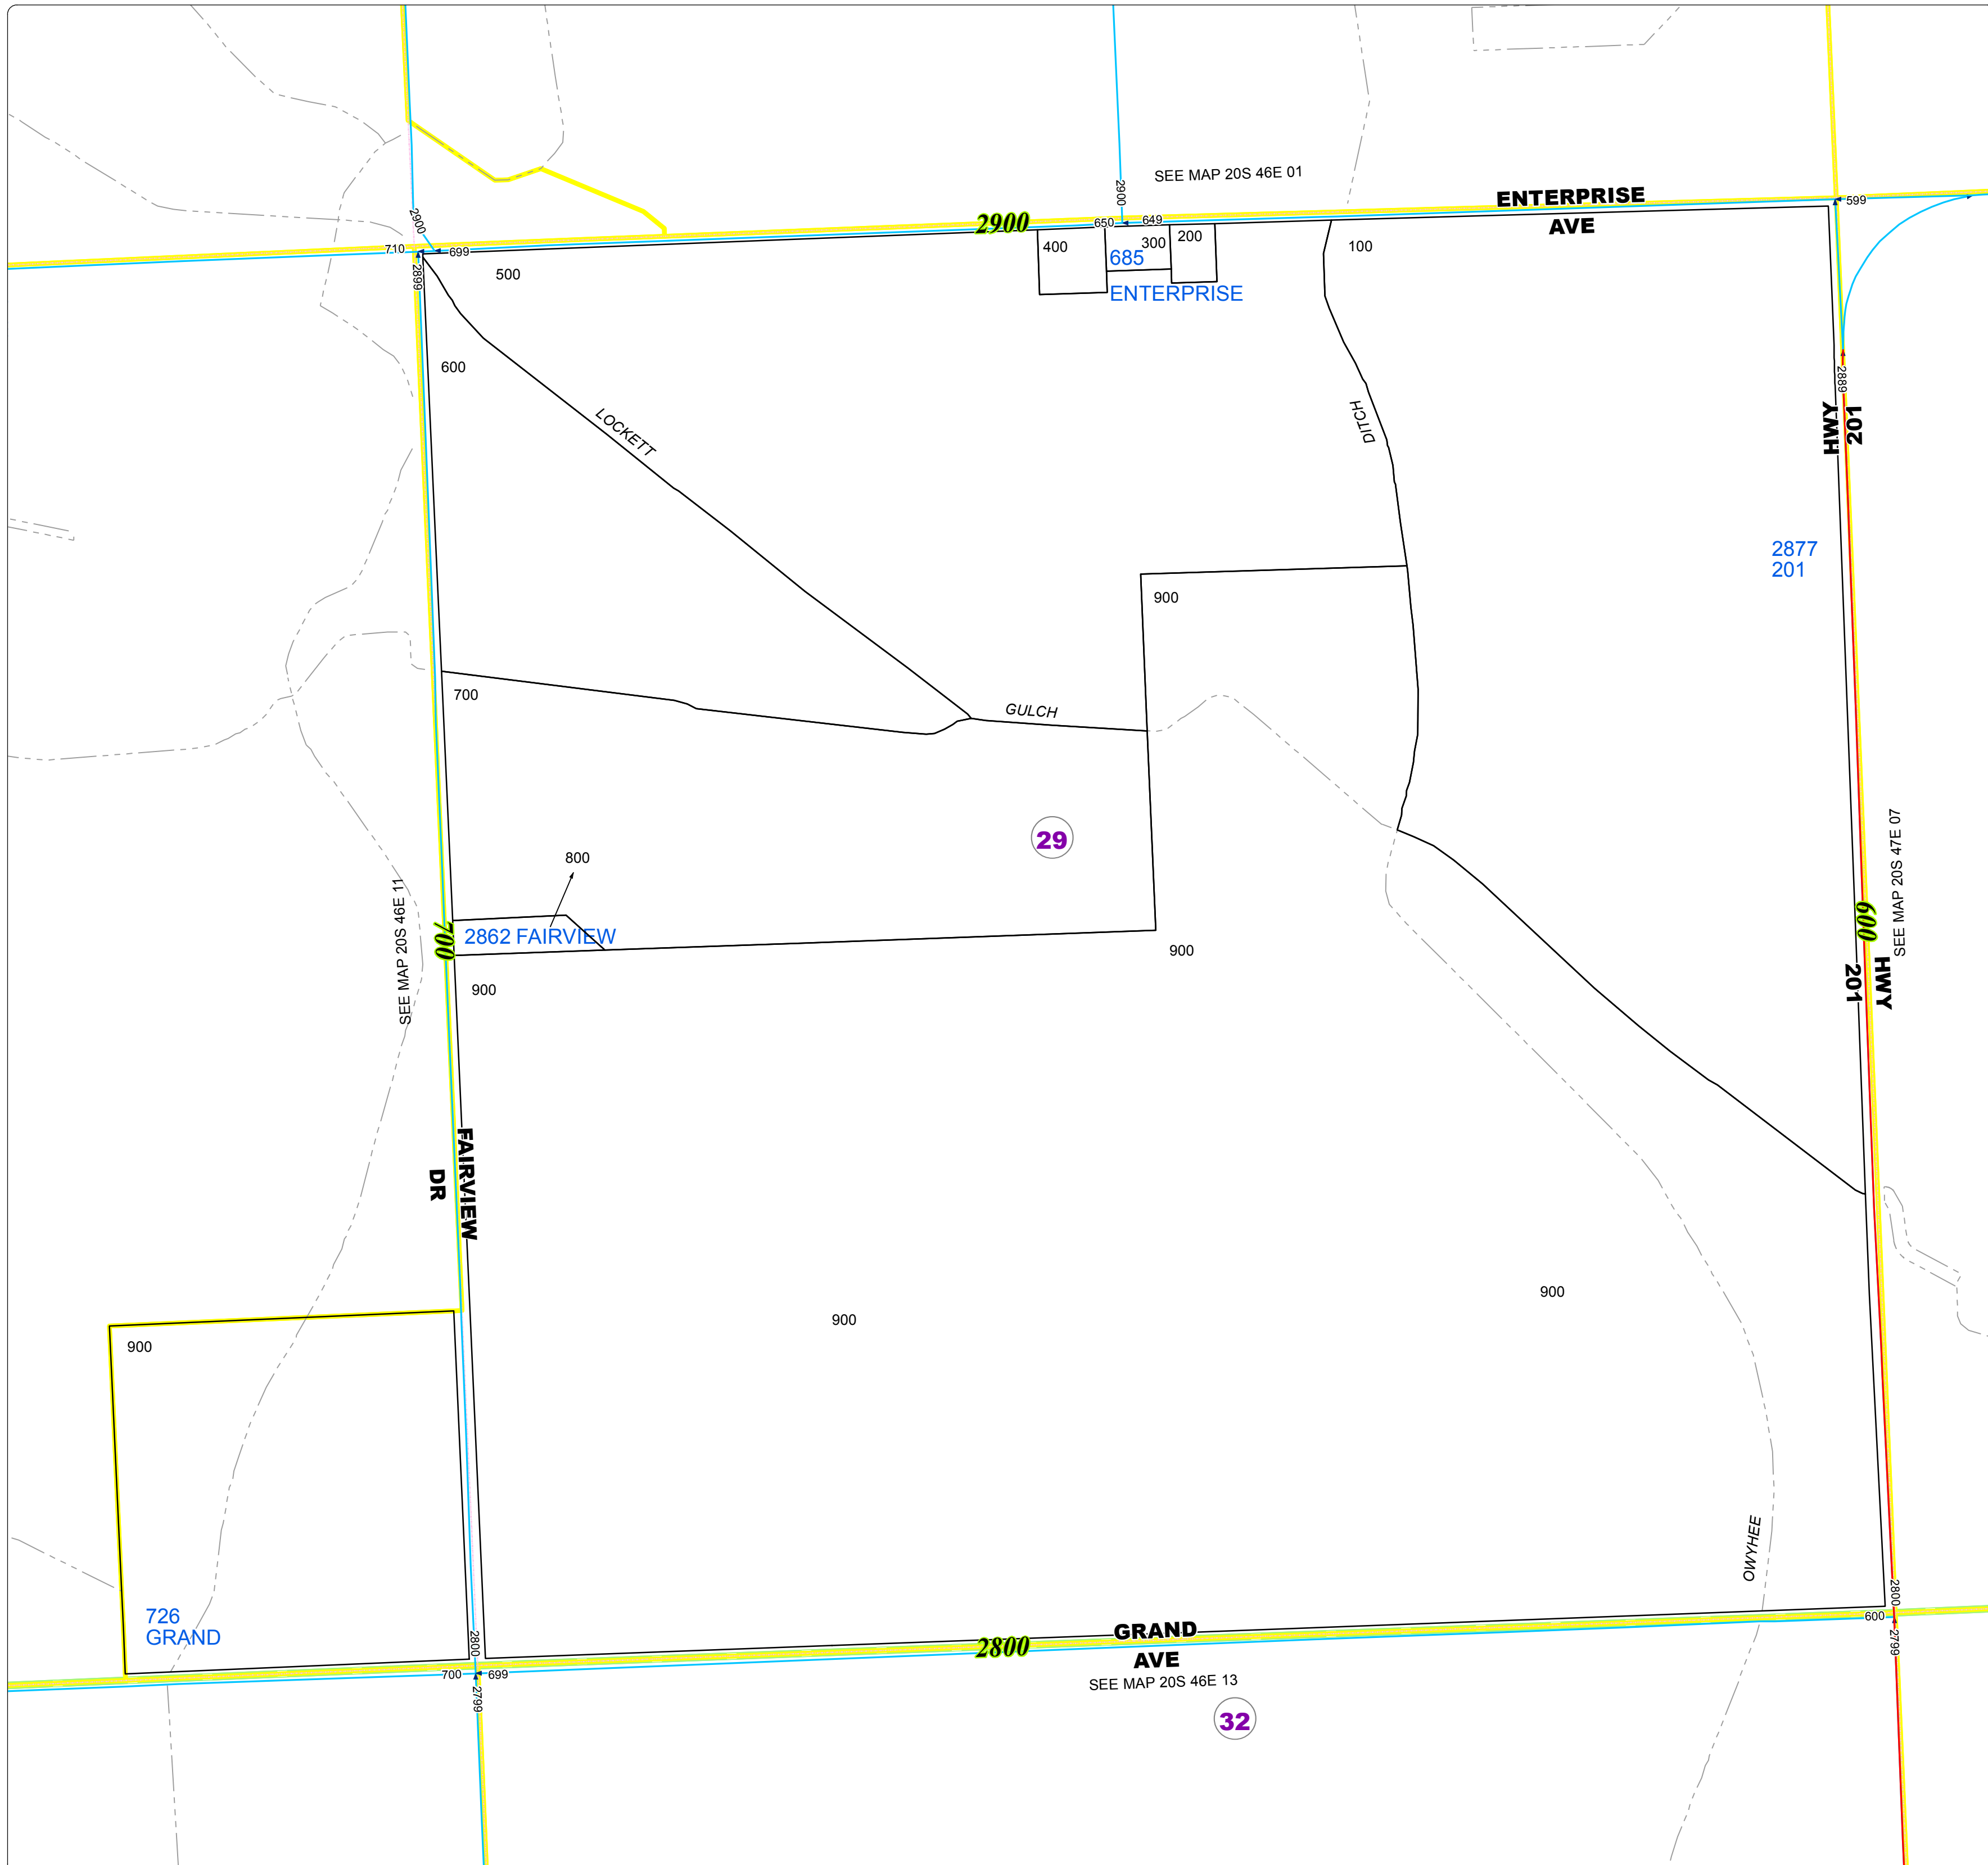 SEE MAP 20S 46E 01
ENTERPRISE
AVE
2900
2900
2900
599
710
699
650
649
2899
500
400
300
200
100
685
ENTERPRISE
600
LOCKETT
DITCH
2889
HWY
201
2877
201
900
700
GULCH
29
800
2862 FAIRVIEW
700
SEE MAP 20S 46E 11
900
900
600
SEE MAP 20S 47E 07
HWY
201
FAIRVIEW
DR
900
900
900
726
GRAND
OWYHEE
2800
600
2800
2799
700
699
2799
2800
GRAND
AVE
SEE MAP 20S 46E 13
32